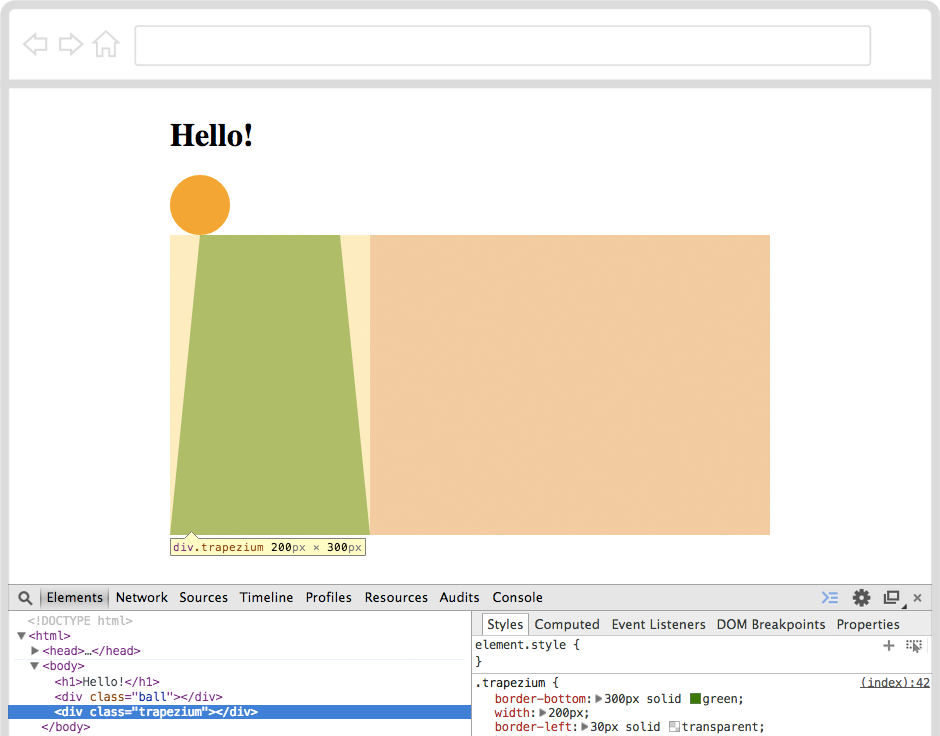 Hello!
div.trapezium 200px × 300px
Elements Network Sources Timeline Profiles Resources Audits Console
<!DOCTYPE html>
<html>
<head>…</head>
<body>
<h1>Hello!</h1>
<div class="ball"></div>
<div class="trapezium"></div>
</body>
Styles Computed Event Listeners DOM Breakpoints Properties
element.style {
}
.trapezium { (index):42
border-bottom: 300px solid green;
width: 200px;
border-left: 30px solid transparent;